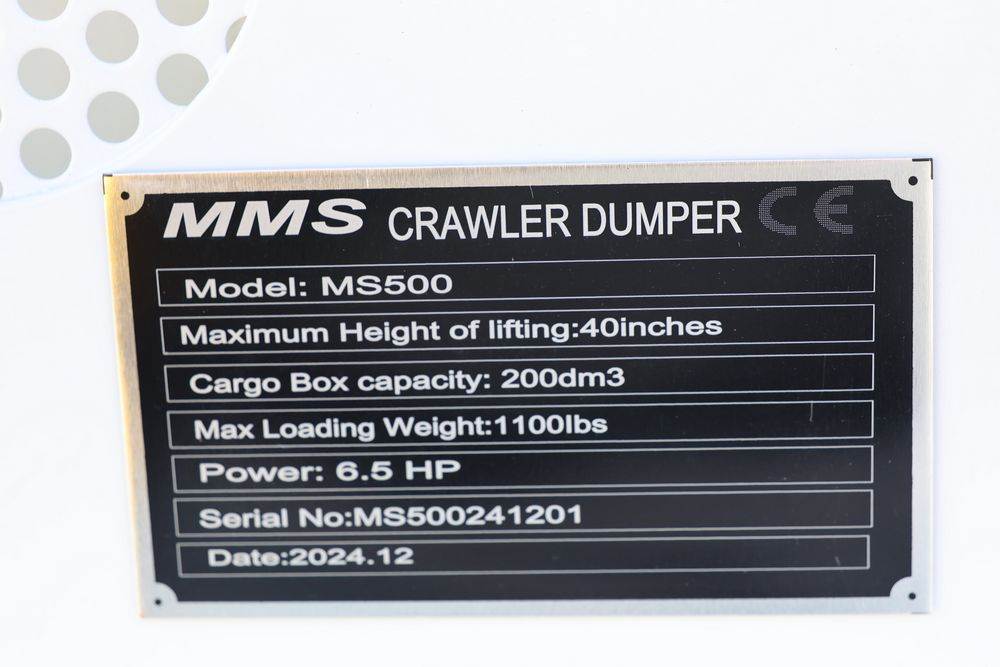 MMS CRAWLER DUMPER CE
Model: MS500
Maximum Height of lifting:40inches
Cargo Box capacity: 200dm3
Max Loading Weight:1100lbs
Power: 6.5 HP
Serial No:MS500241201
Date:2024.12